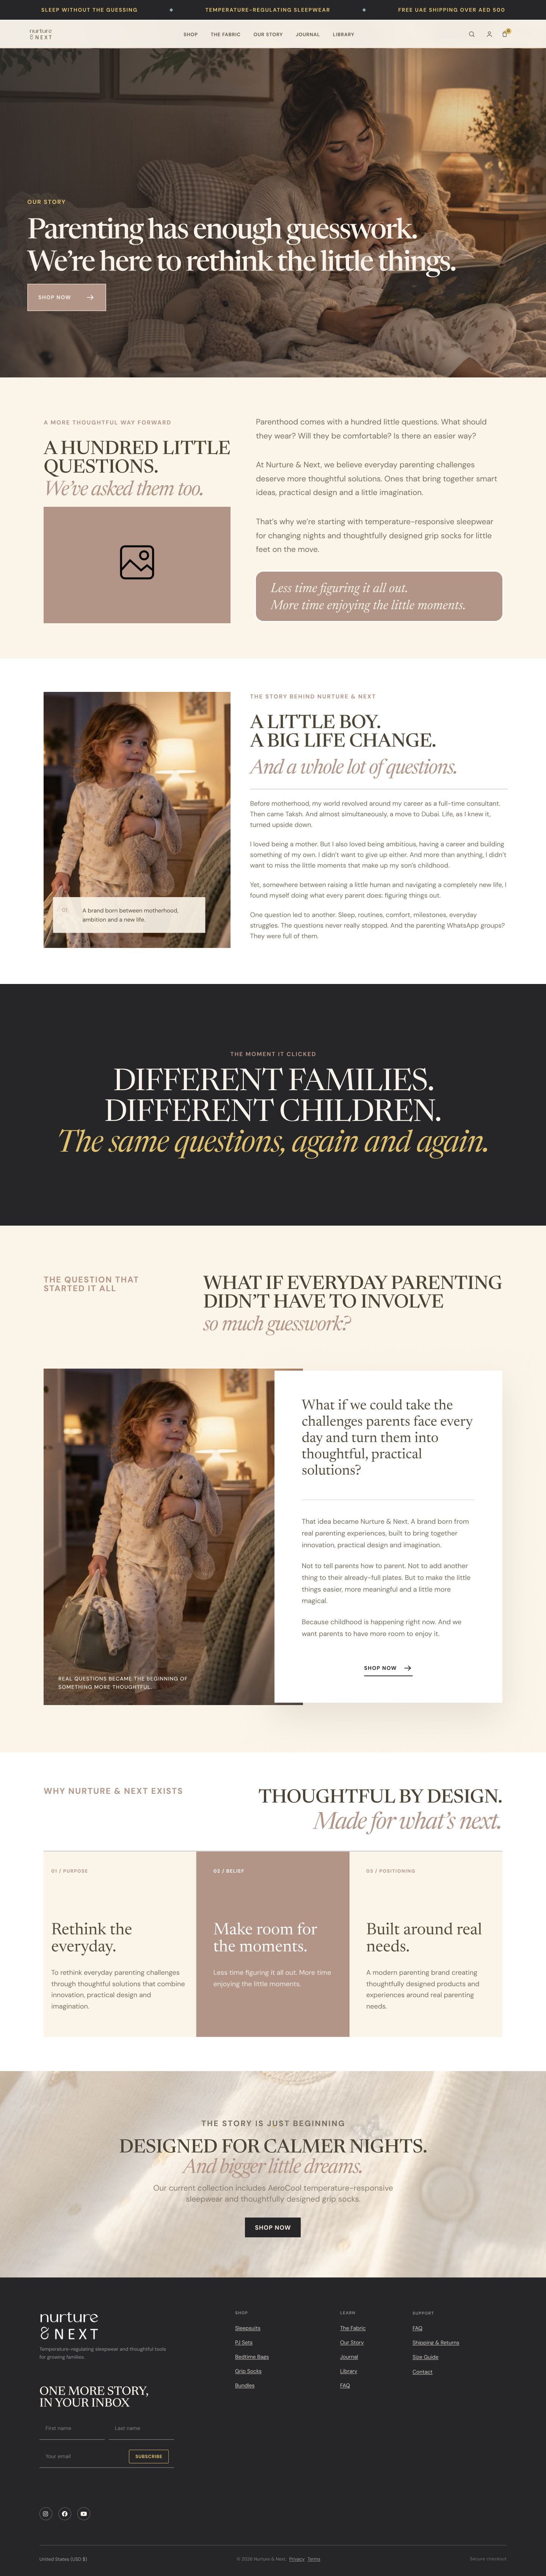 SLEEP WITHOUT THE GUESSING
TEMPERATURE-REGULATING SLEEPWEAR
FREE UAE SHIPPING OVER AED 500
nurture
& NEXT
SHOP
THE FABRIC
OUR STORY
JOURNAL
LIBRARY
OUR STORY
Parenting has enough guesswork.
We're here to rethink the little things.
SHOP NOW
A MORE THOUGHTFUL WAY FORWARD
A HUNDRED LITTLE
QUESTIONS.
We've asked them too.
Parenthood comes with a hundred little questions. What should
they wear? Will they be comfortable? Is there an easier way?
At Nurture & Next, we believe everyday parenting challenges
deserve more thoughtful solutions. Ones that bring together smart
ideas, practical design and a little imagination.
That's why we're starting with temperature-responsive sleepwear
for changing nights and thoughtfully designed grip socks for little
feet on the move.
Less time figuring it all out.
More time enjoying the little moments.
THE STORY BEHIND NURTURE & NEXT
A LITTLE BOY.
A BIG LIFE CHANGE.
And a whole lot of questions.
Before motherhood, my world revolved around my career as a full-time consultant.
Then came Taksh. And almost simultaneously, a move to Dubai. Life, as I knew it,
turned upside down.
I loved being a mother. But I also loved being ambitious, having a career and building
something of my own. I didn't want to give up either. And more than anything, I didn't
want to miss the little moments that make up my son's childhood.
Yet, somewhere between raising a little human and navigating a completely new life, I
found myself doing what every parent does: figuring things out.
One question led to another. Sleep, routines, comfort, milestones, everyday
struggles. The questions never really stopped. And the parenting WhatsApp groups?
They were full of them.
A brand born between motherhood,
ambition and a new life.
THE MOMENT IT CLICKED
DIFFERENT FAMILIES.
DIFFERENT CHILDREN.
The same questions, again and again.
THE QUESTION THAT
STARTED IT ALL
WHAT IF EVERYDAY PARENTING
DIDN'T HAVE TO INVOLVE
so much guesswork?
What if we could take the
challenges parents face every
day and turn them into
thoughtful, practical
solutions?
That idea became Nurture & Next. A brand born from
real parenting experiences, built to bring together
innovation, practical design and imagination.
Not to tell parents how to parent. Not to add another
thing to their already-full plates. But to make the little
things easier, more meaningful and a little more
magical.
Because childhood is happening right now. And we
want parents to have more room to enjoy it.
SHOP NOW
REAL QUESTIONS BECAME THE BEGINNING OF
SOMETHING MORE THOUGHTFUL.
WHY NURTURE & NEXT EXISTS
THOUGHTFUL BY DESIGN.
Made for what's next.
01 / PURPOSE
Rethink the
everyday.
To rethink everyday parenting challenges
through thoughtful solutions that combine
innovation, practical design and
imagination.
02 / BELIEF
Make room for
the moments.
Less time figuring it all out. More time
enjoying the little moments.
03 / POSITIONING
Built around real
needs.
A modern parenting brand creating
thoughtfully designed products and
experiences around real parenting
needs.
THE STORY IS JUST BEGINNING
DESIGNED FOR CALMER NIGHTS.
And bigger little dreams.
Our current collection includes AeroCool temperature-responsive
sleepwear and thoughtfully designed grip socks.
SHOP NOW
nurture
& NEXT
Temperature-regulating sleepwear and thoughtful tools
for growing families.
ONE MORE STORY,
IN YOUR INBOX
First name
Last name
Your email
SUBSCRIBE
SHOP
Sleepsuits
PJ Sets
Bedtime Bags
Grip Socks
Bundles
LEARN
The Fabric
Our Story
Journal
Library
FAQ
SUPPORT
FAQ
Shipping & Returns
Size Guide
Contact
United States (USD $)
© 2026 Nurture & Next · Privacy · Terms
Secure checkout